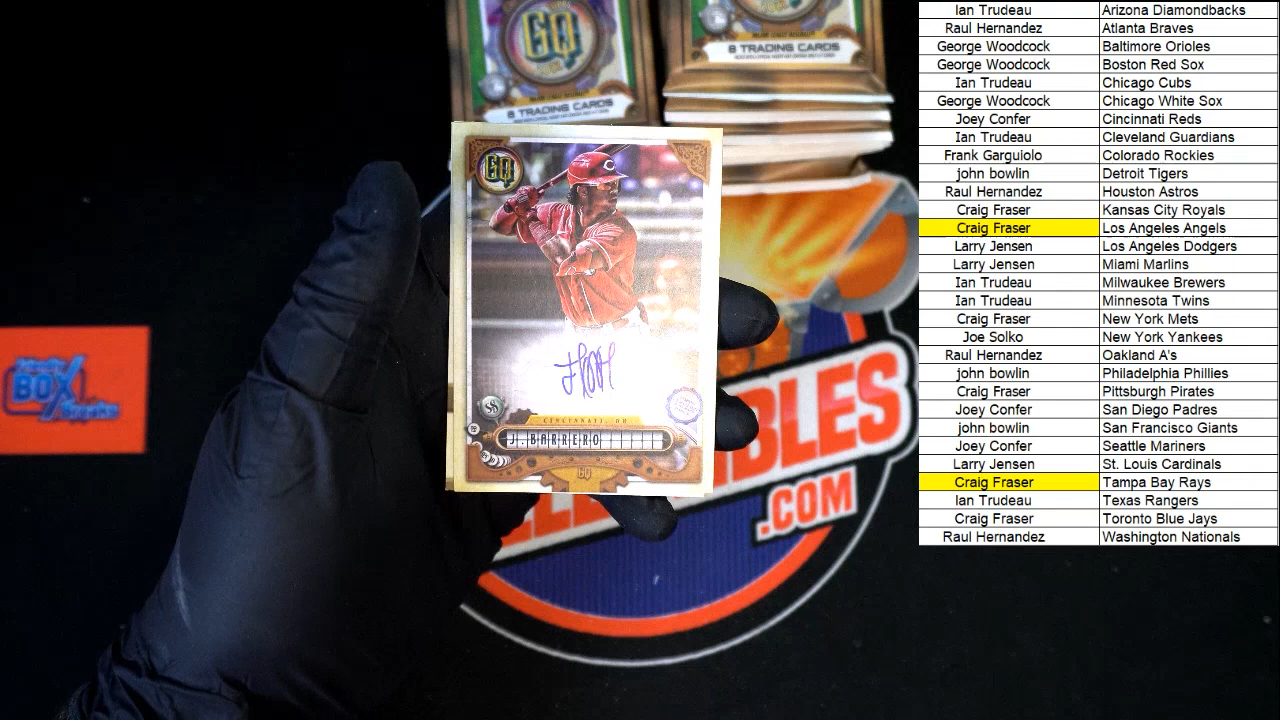 GQ
8 TRADING CARDS
8 TRADING CARDS
GQ
C
SS
CINCINNATI, OH
J. BARRERO
GQ
BOX
Breaks
BLES
.COM
Ian Trudeau Arizona Diamondbacks
Raul Hernandez Atlanta Braves
George Woodcock Baltimore Orioles
George Woodcock Boston Red Sox
Ian Trudeau Chicago Cubs
George Woodcock Chicago White Sox
Joey Confer Cincinnati Reds
Ian Trudeau Cleveland Guardians
Frank Garguiolo Colorado Rockies
john bowlin Detroit Tigers
Raul Hernandez Houston Astros
Craig Fraser Kansas City Royals
Craig Fraser Los Angeles Angels
Larry Jensen Los Angeles Dodgers
Larry Jensen Miami Marlins
Ian Trudeau Milwaukee Brewers
Ian Trudeau Minnesota Twins
Craig Fraser New York Mets
Joe Solko New York Yankees
Raul Hernandez Oakland A's
john bowlin Philadelphia Phillies
Craig Fraser Pittsburgh Pirates
Joey Confer San Diego Padres
john bowlin San Francisco Giants
Joey Confer Seattle Mariners
Larry Jensen St. Louis Cardinals
Craig Fraser Tampa Bay Rays
Ian Trudeau Texas Rangers
Craig Fraser Toronto Blue Jays
Raul Hernandez Washington Nationals